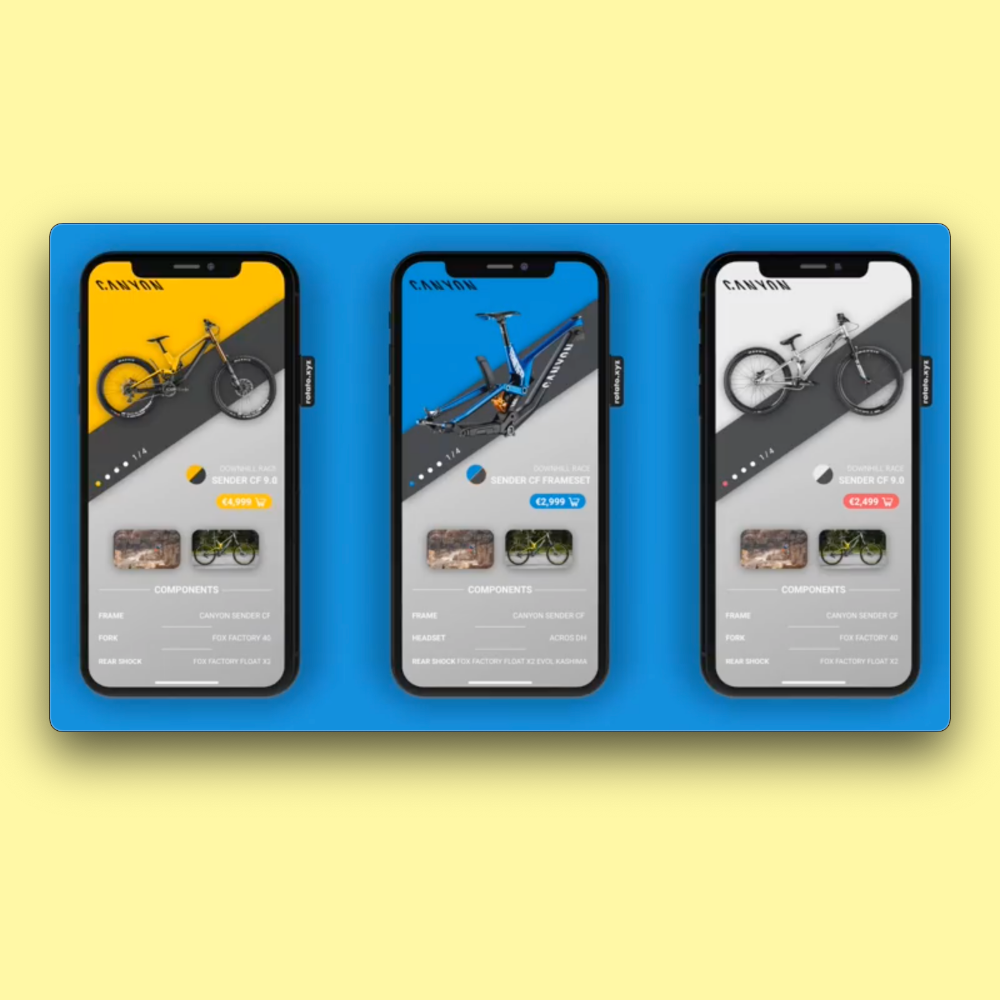 CANYON
1/4
DOWNHILL RACE
SENDER CF 9.0
€4,999
COMPONENTS
FRAME CANYON SENDER CF
FORK FOX FACTORY 40
REAR SHOCK FOX FACTORY FLOAT X2
rotato.xyz
CANYON
CANYON
1/4
DOWNHILL RACE
SENDER CF FRAMESET
€2,999
COMPONENTS
FRAME CANYON SENDER CF
HEADSET ACROS DH
REAR SHOCK FOX FACTORY FLOAT X2 EVOL KASHIMA
rotato.xyz
CANYON
1/4
DOWNHILL RACE
SENDER CF 9.0
€2,499
COMPONENTS
FRAME CANYON SENDER CF
FORK FOX FACTORY 40
REAR SHOCK FOX FACTORY FLOAT X2
rotato.xyz